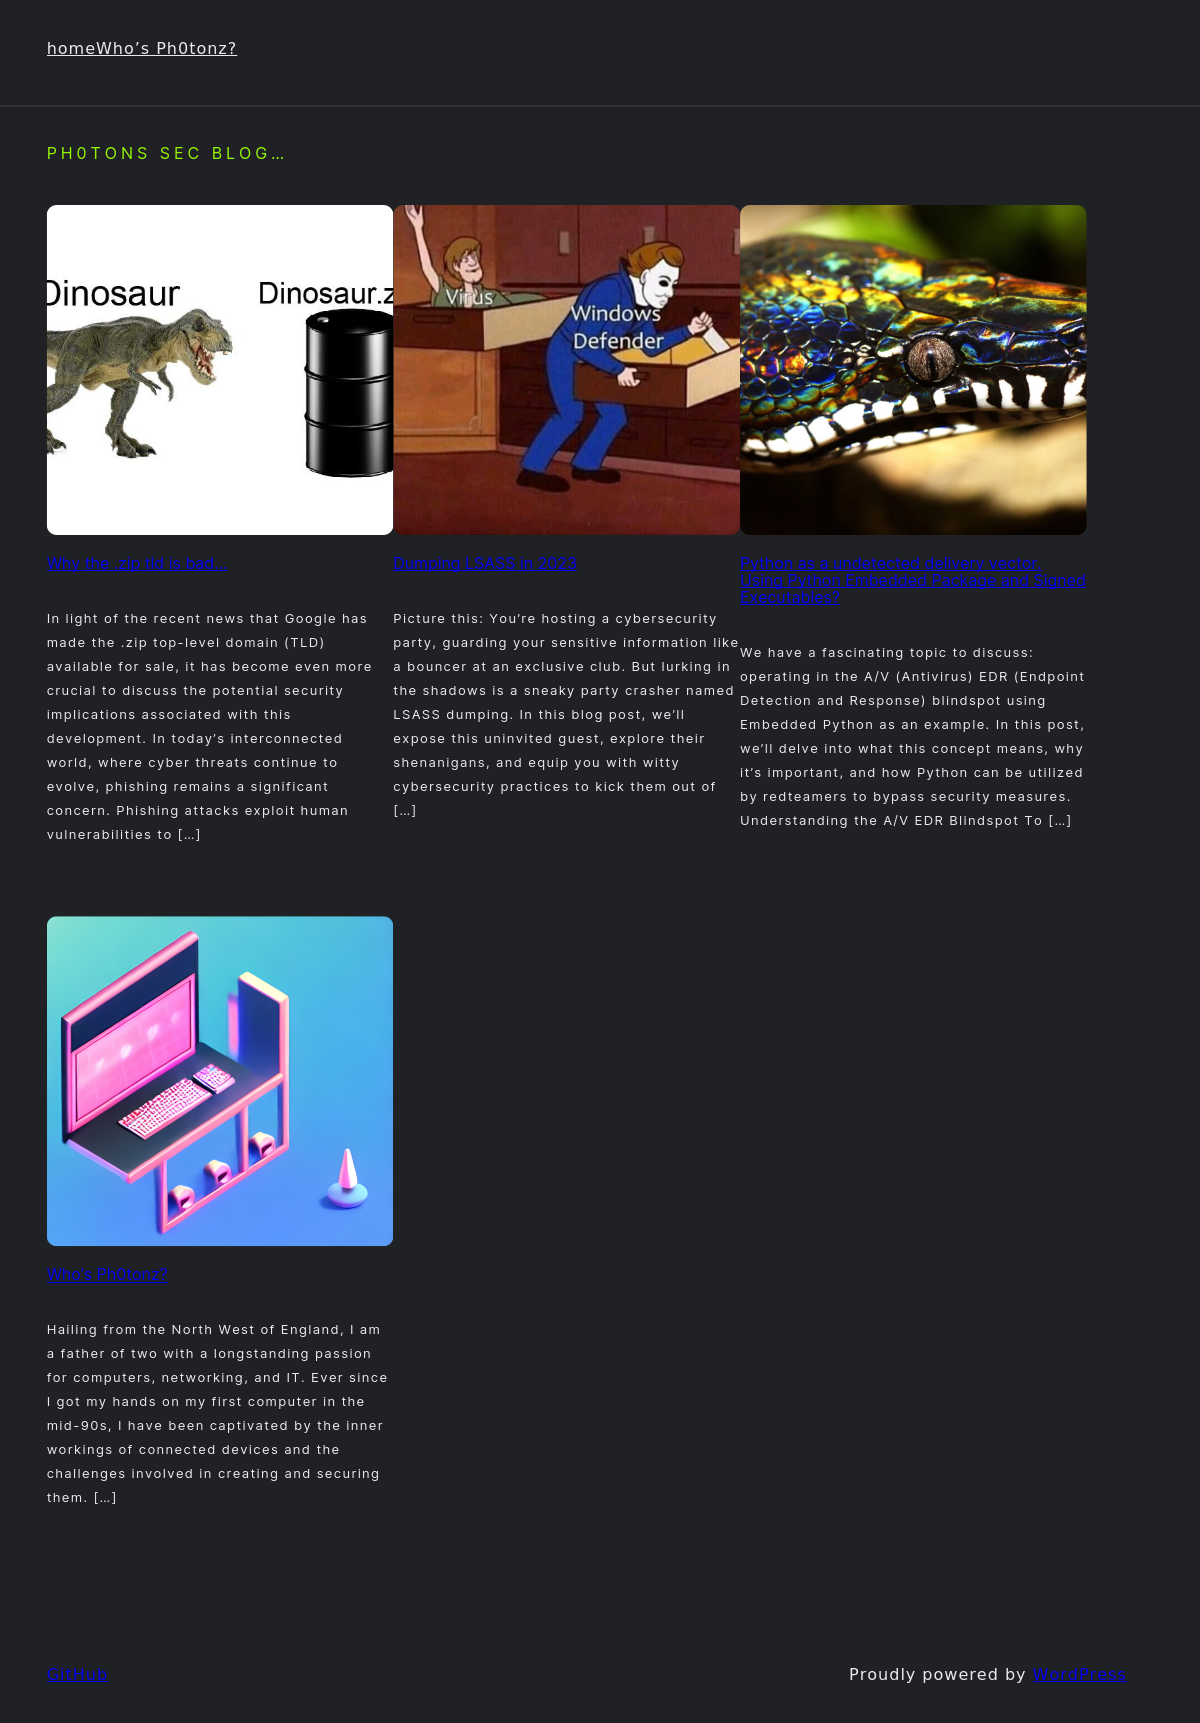 homeWho’s Ph0tonz?
PH0TONS SEC BLOG…
Dinosaur
Dinosaur.z
Virus
Windows
Defender
Why the .zip tld is bad…
In light of the recent news that Google has
made the .zip top-level domain (TLD)
available for sale, it has become even more
crucial to discuss the potential security
implications associated with this
development. In today’s interconnected
world, where cyber threats continue to
evolve, phishing remains a significant
concern. Phishing attacks exploit human
vulnerabilities to […]
Dumping LSASS in 2023
Picture this: You’re hosting a cybersecurity
party, guarding your sensitive information like
a bouncer at an exclusive club. But lurking in
the shadows is a sneaky party crasher named
LSASS dumping. In this blog post, we’ll
expose this uninvited guest, explore their
shenanigans, and equip you with witty
cybersecurity practices to kick them out of
[…]
Python as a undetected delivery vector.
Using Python Embedded Package and Signed
Executables?
We have a fascinating topic to discuss:
operating in the A/V (Antivirus) EDR (Endpoint
Detection and Response) blindspot using
Embedded Python as an example. In this post,
we’ll delve into what this concept means, why
it’s important, and how Python can be utilized
by redteamers to bypass security measures.
Understanding the A/V EDR Blindspot To […]
Who’s Ph0tonz?
Hailing from the North West of England, I am
a father of two with a longstanding passion
for computers, networking, and IT. Ever since
I got my hands on my first computer in the
mid-90s, I have been captivated by the inner
workings of connected devices and the
challenges involved in creating and securing
them. […]
GitHub
Proudly powered by WordPress